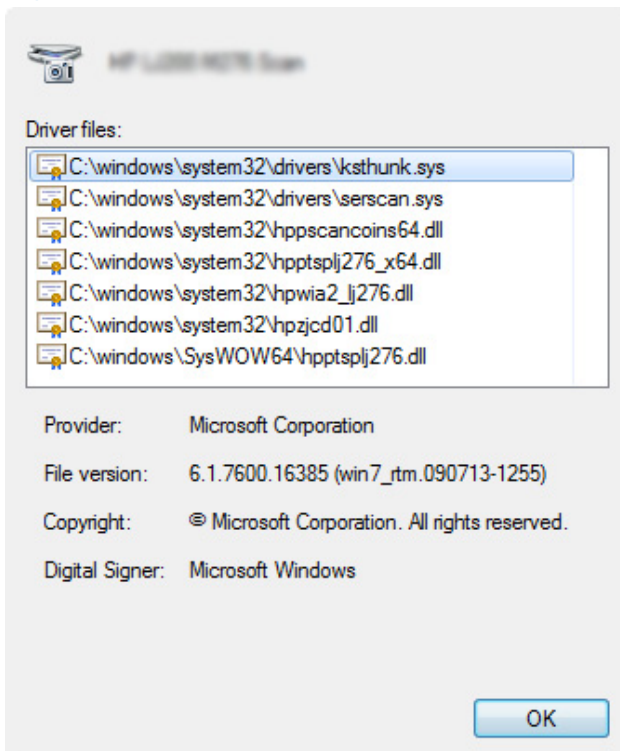 Driver files:
C:\windows\system32\drivers\ksthunk.sys
C:\windows\system32\drivers\serscan.sys
C:\windows\system32\hppscancoins64.dll
C:\windows\system32\hpptsplj276_x64.dll
C:\windows\system32\hpwia2_lj276.dll
C:\windows\system32\hpzjcd01.dll
C:\windows\SysWOW64\hpptsplj276.dll
Provider: Microsoft Corporation
File version: 6.1.7600.16385 (win7_rtm.090713-1255)
Copyright: © Microsoft Corporation. All rights reserved.
Digital Signer: Microsoft Windows
OK